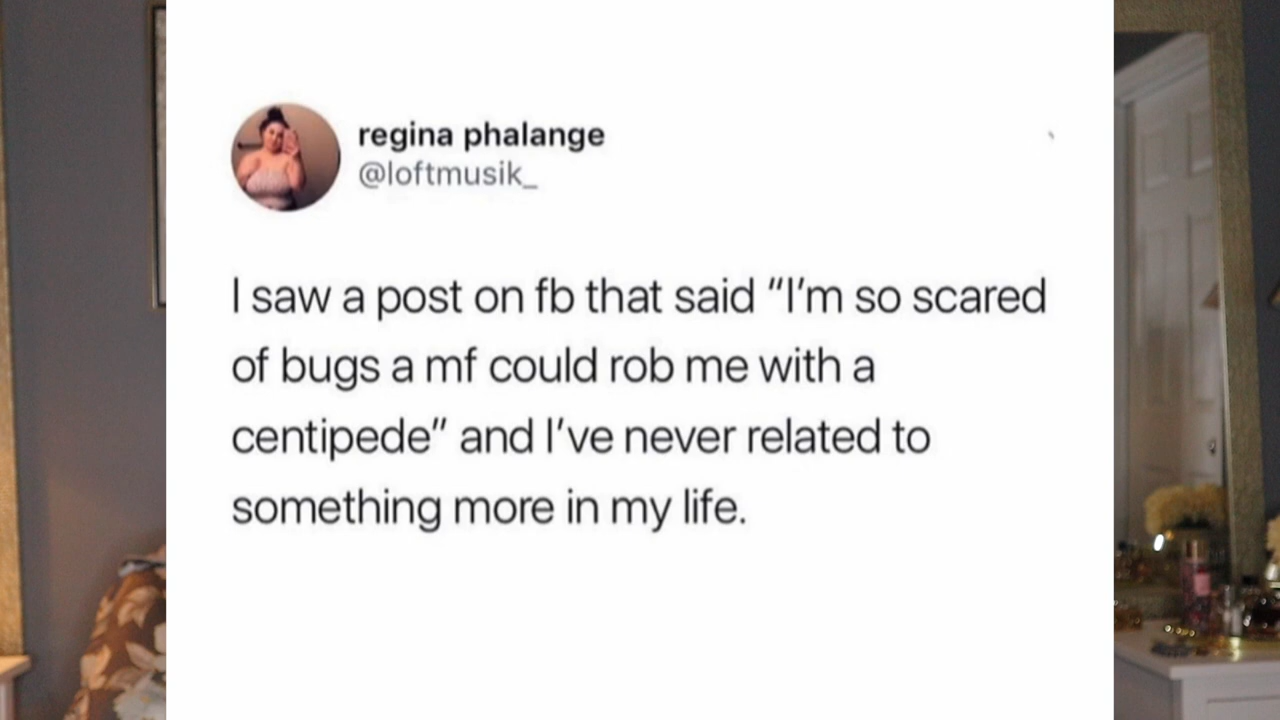 regina phalange
@loftmusik_
I saw a post on fb that said "I'm so scared
of bugs a mf could rob me with a
centipede" and I've never related to
something more in my life.